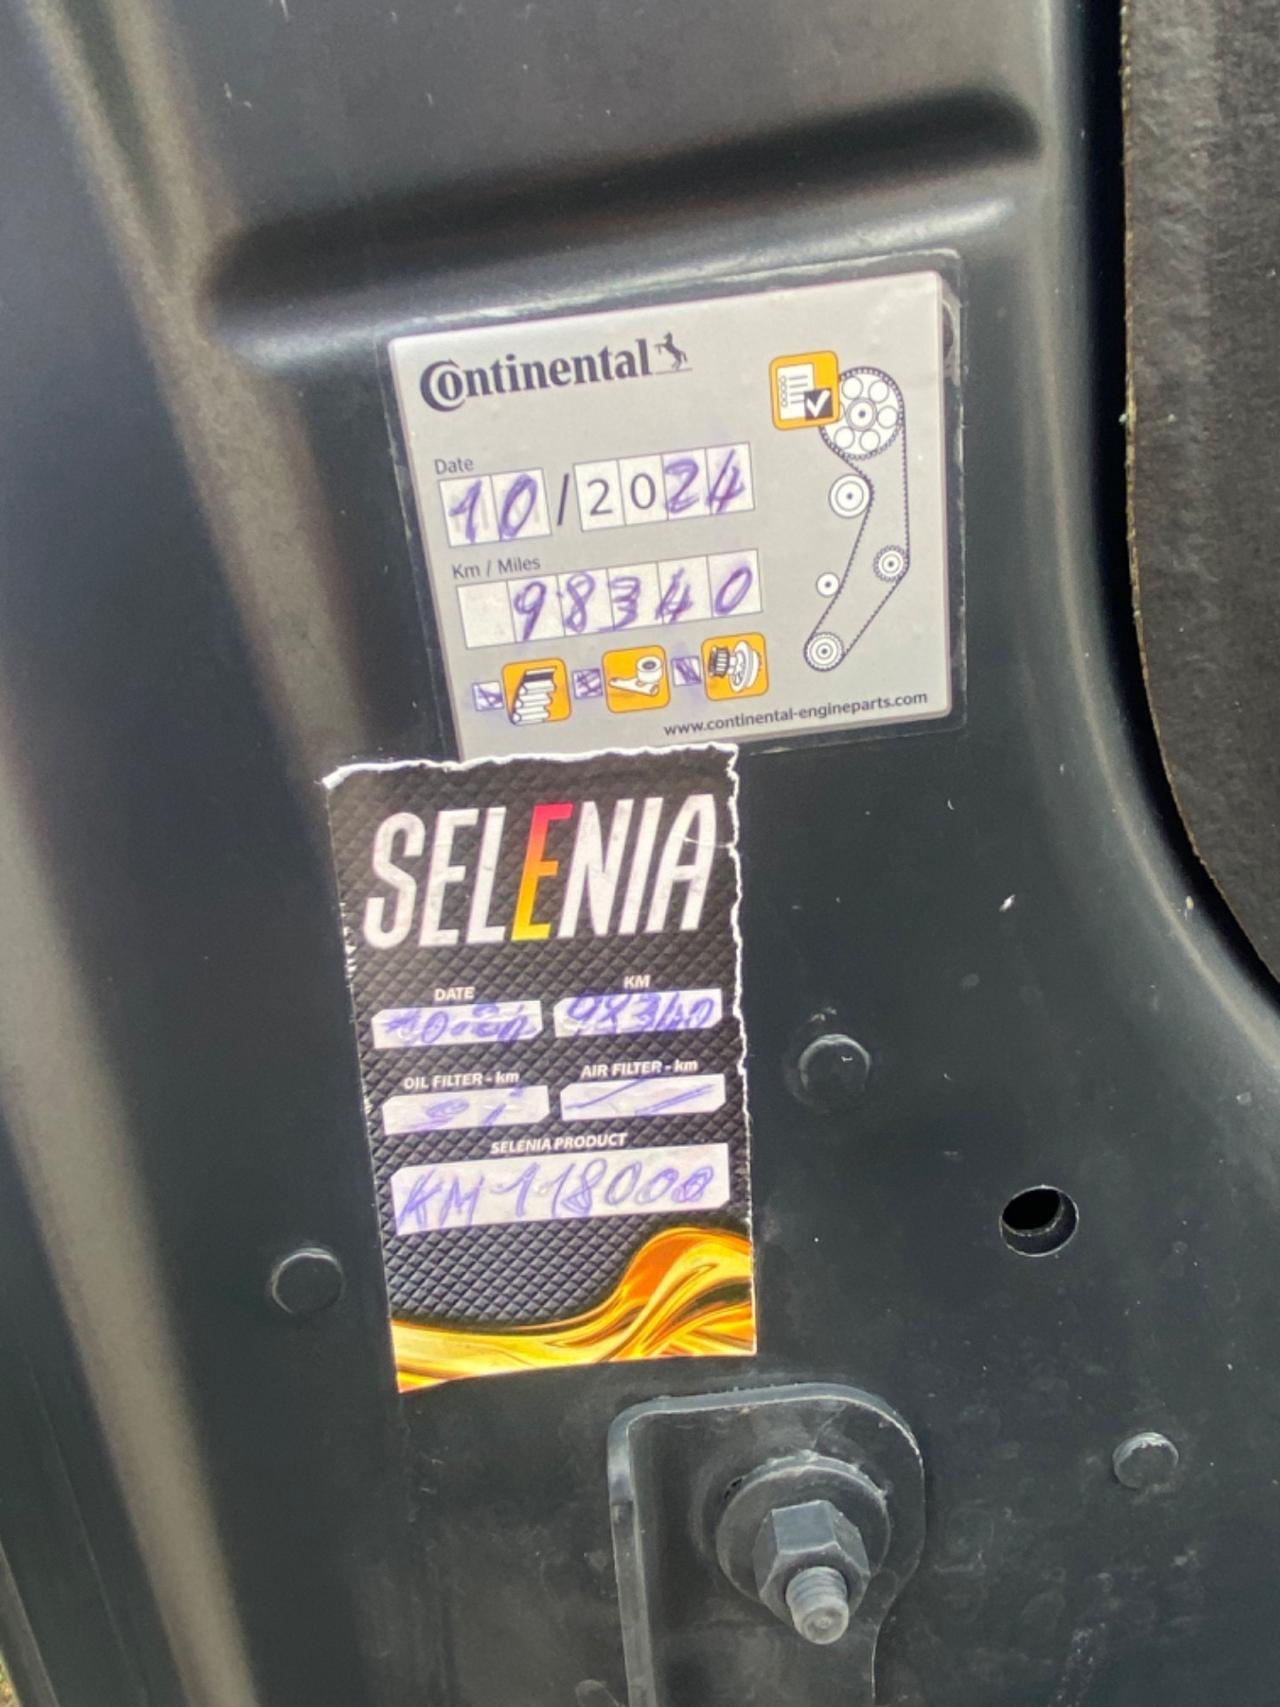 Continental
Date
10/2024
Km / Miles
98340
www.continental-engineparts.com
SELENIA
DATE KM
98340
OIL FILTER - km AIR FILTER - km
SELENIA PRODUCT
KM 118000